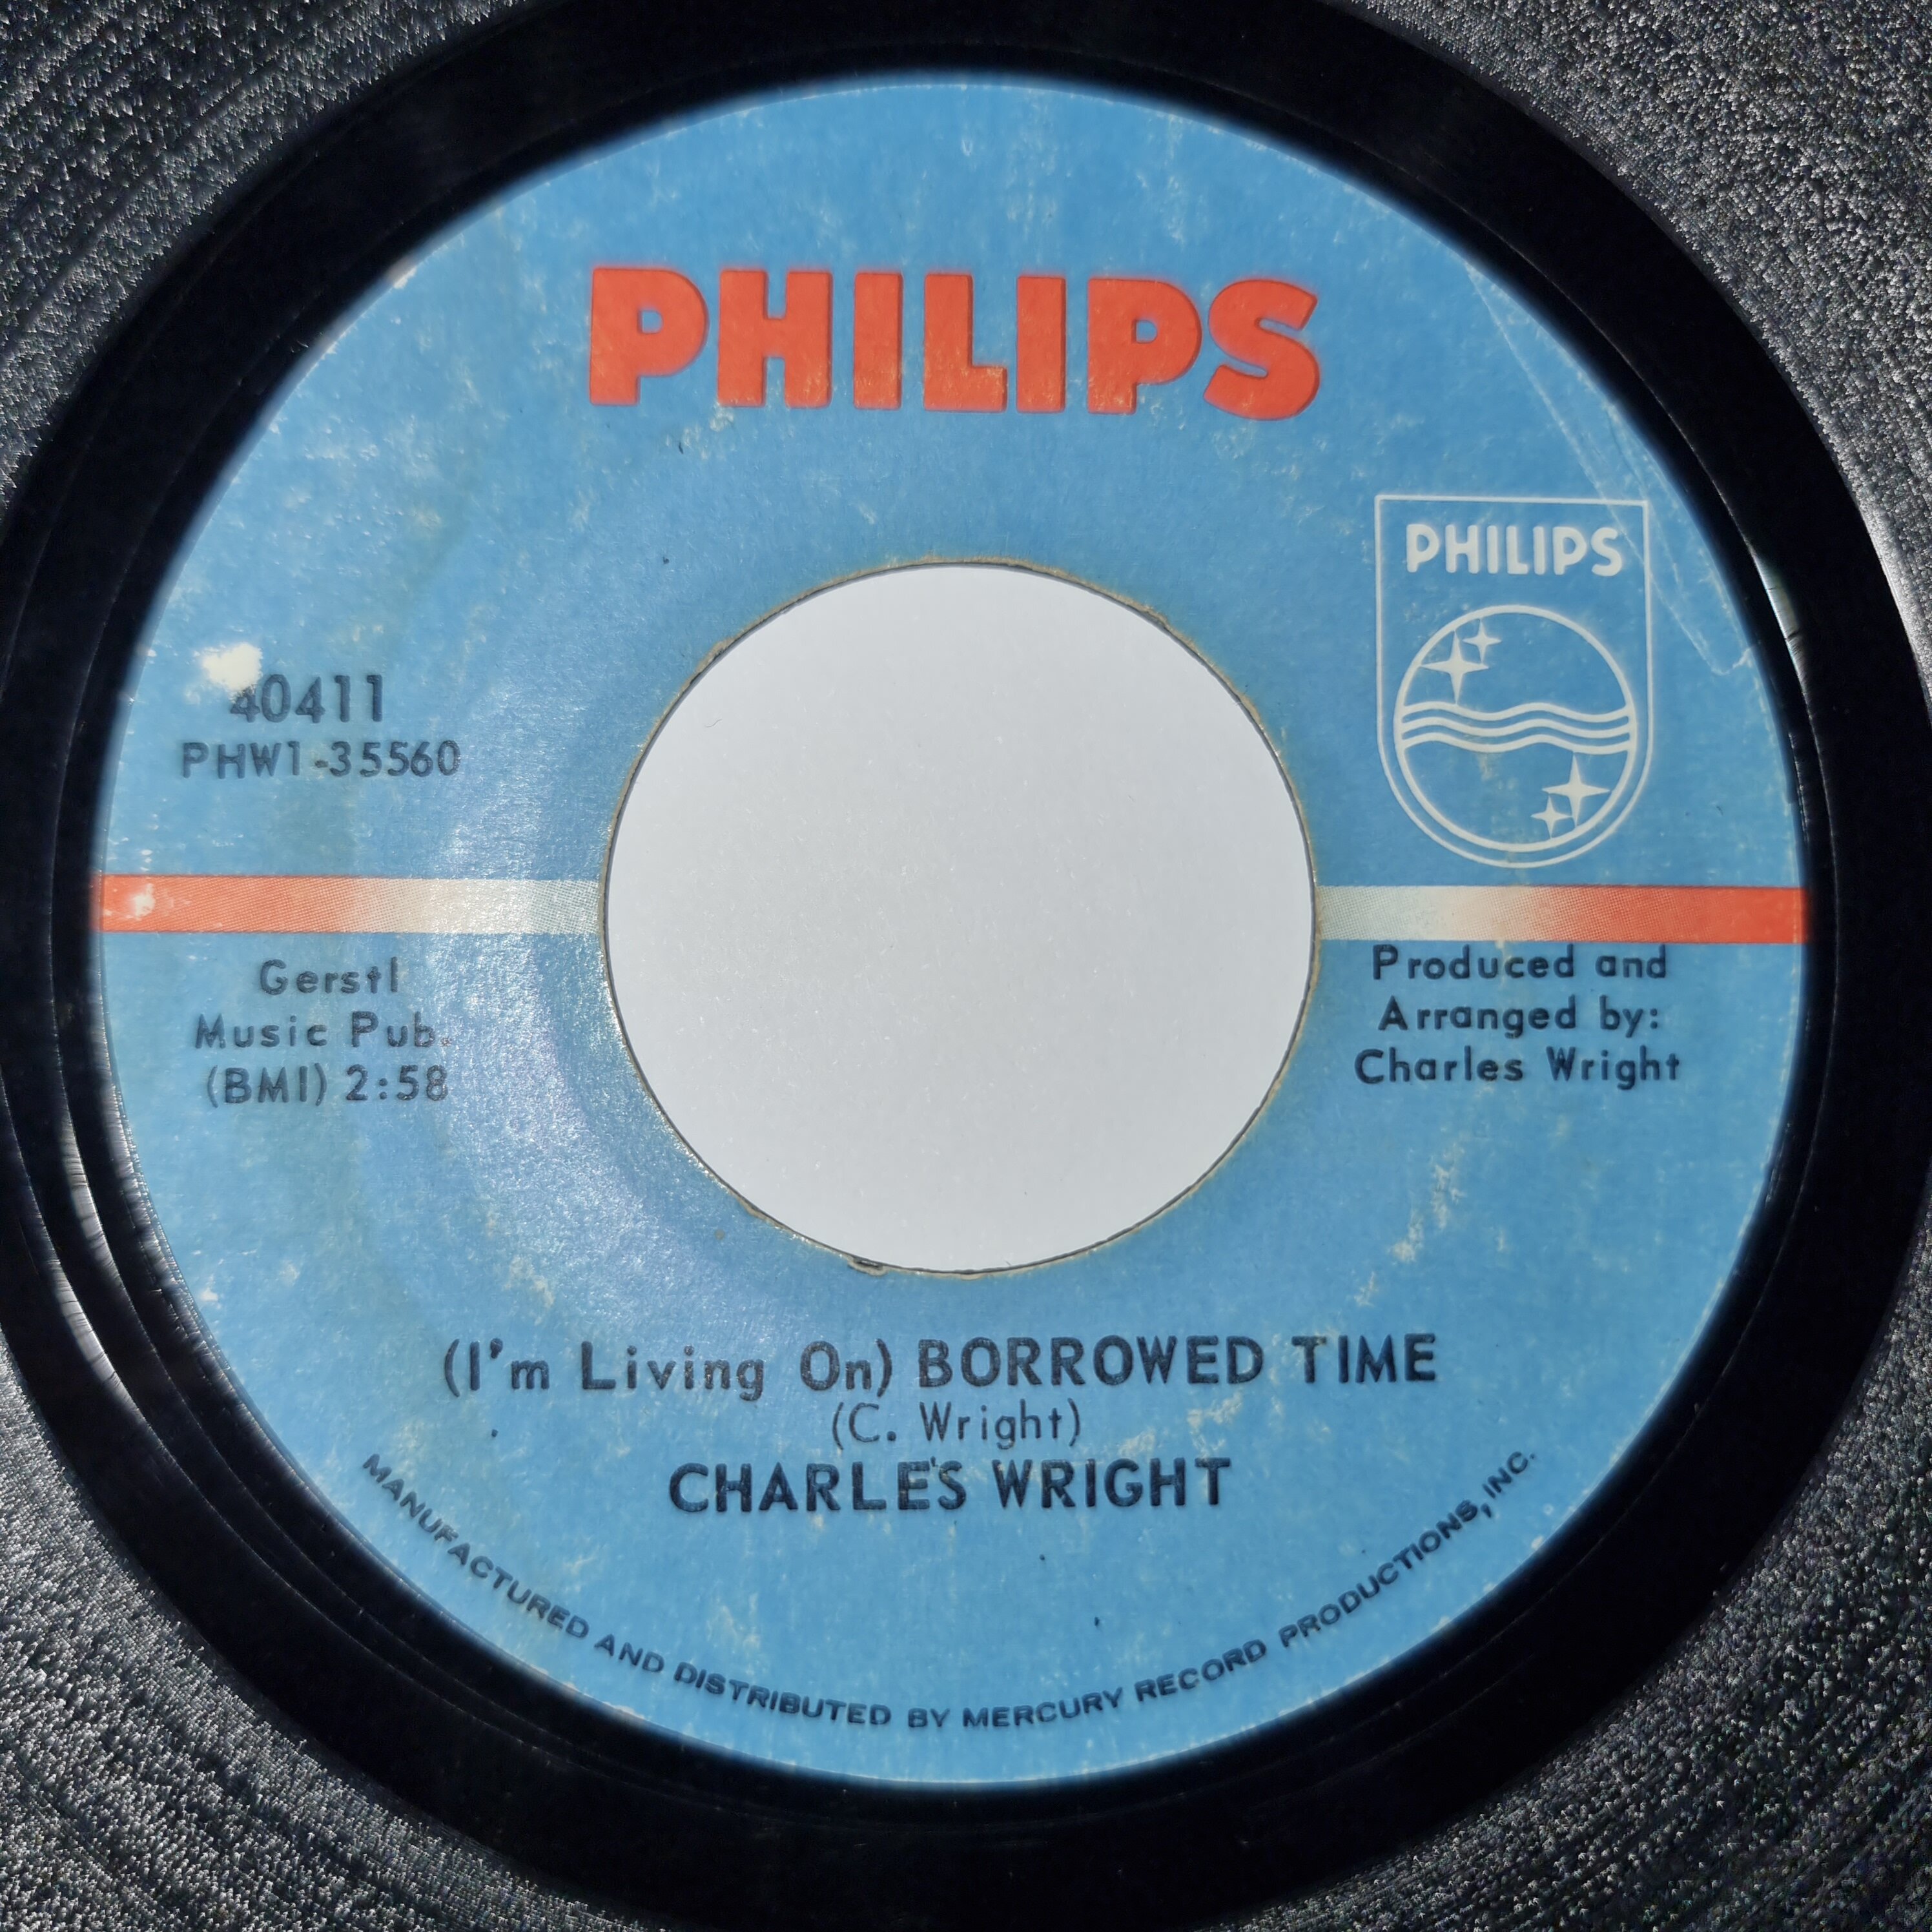 PHILIPS
PHILIPS
40411
PHW1-35560
Gerstl
Music Pub.
(BMI) 2:58
Produced and
Arranged by:
Charles Wright
(I'm Living On) BORROWED TIME
(C. Wright)
CHARLES WRIGHT
MANUFACTURED AND DISTRIBUTED BY MERCURY RECORD PRODUCTIONS, INC.